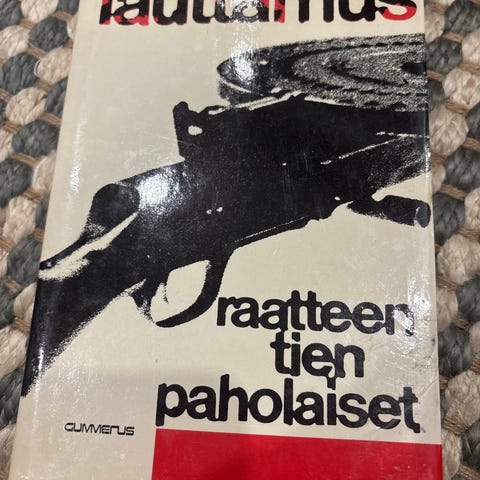 lauttamus
raatteen
tien
paholaiset
GUMMERUS